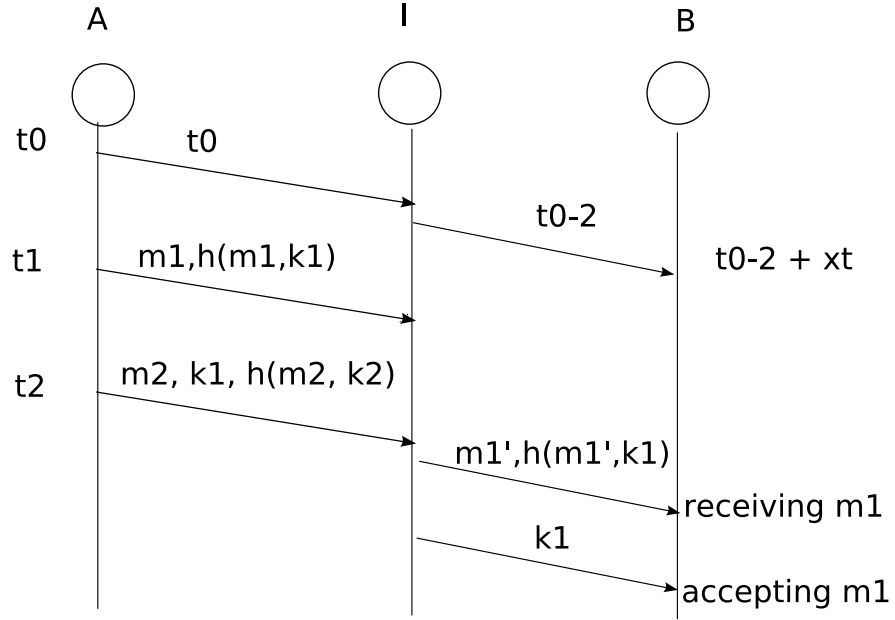 A
I
B
t0
t0
t0-2
t1
m1,h(m1,k1)
t0-2 + xt
t2
m2, k1, h(m2, k2)
m1',h(m1',k1)
receiving m1
k1
accepting m1